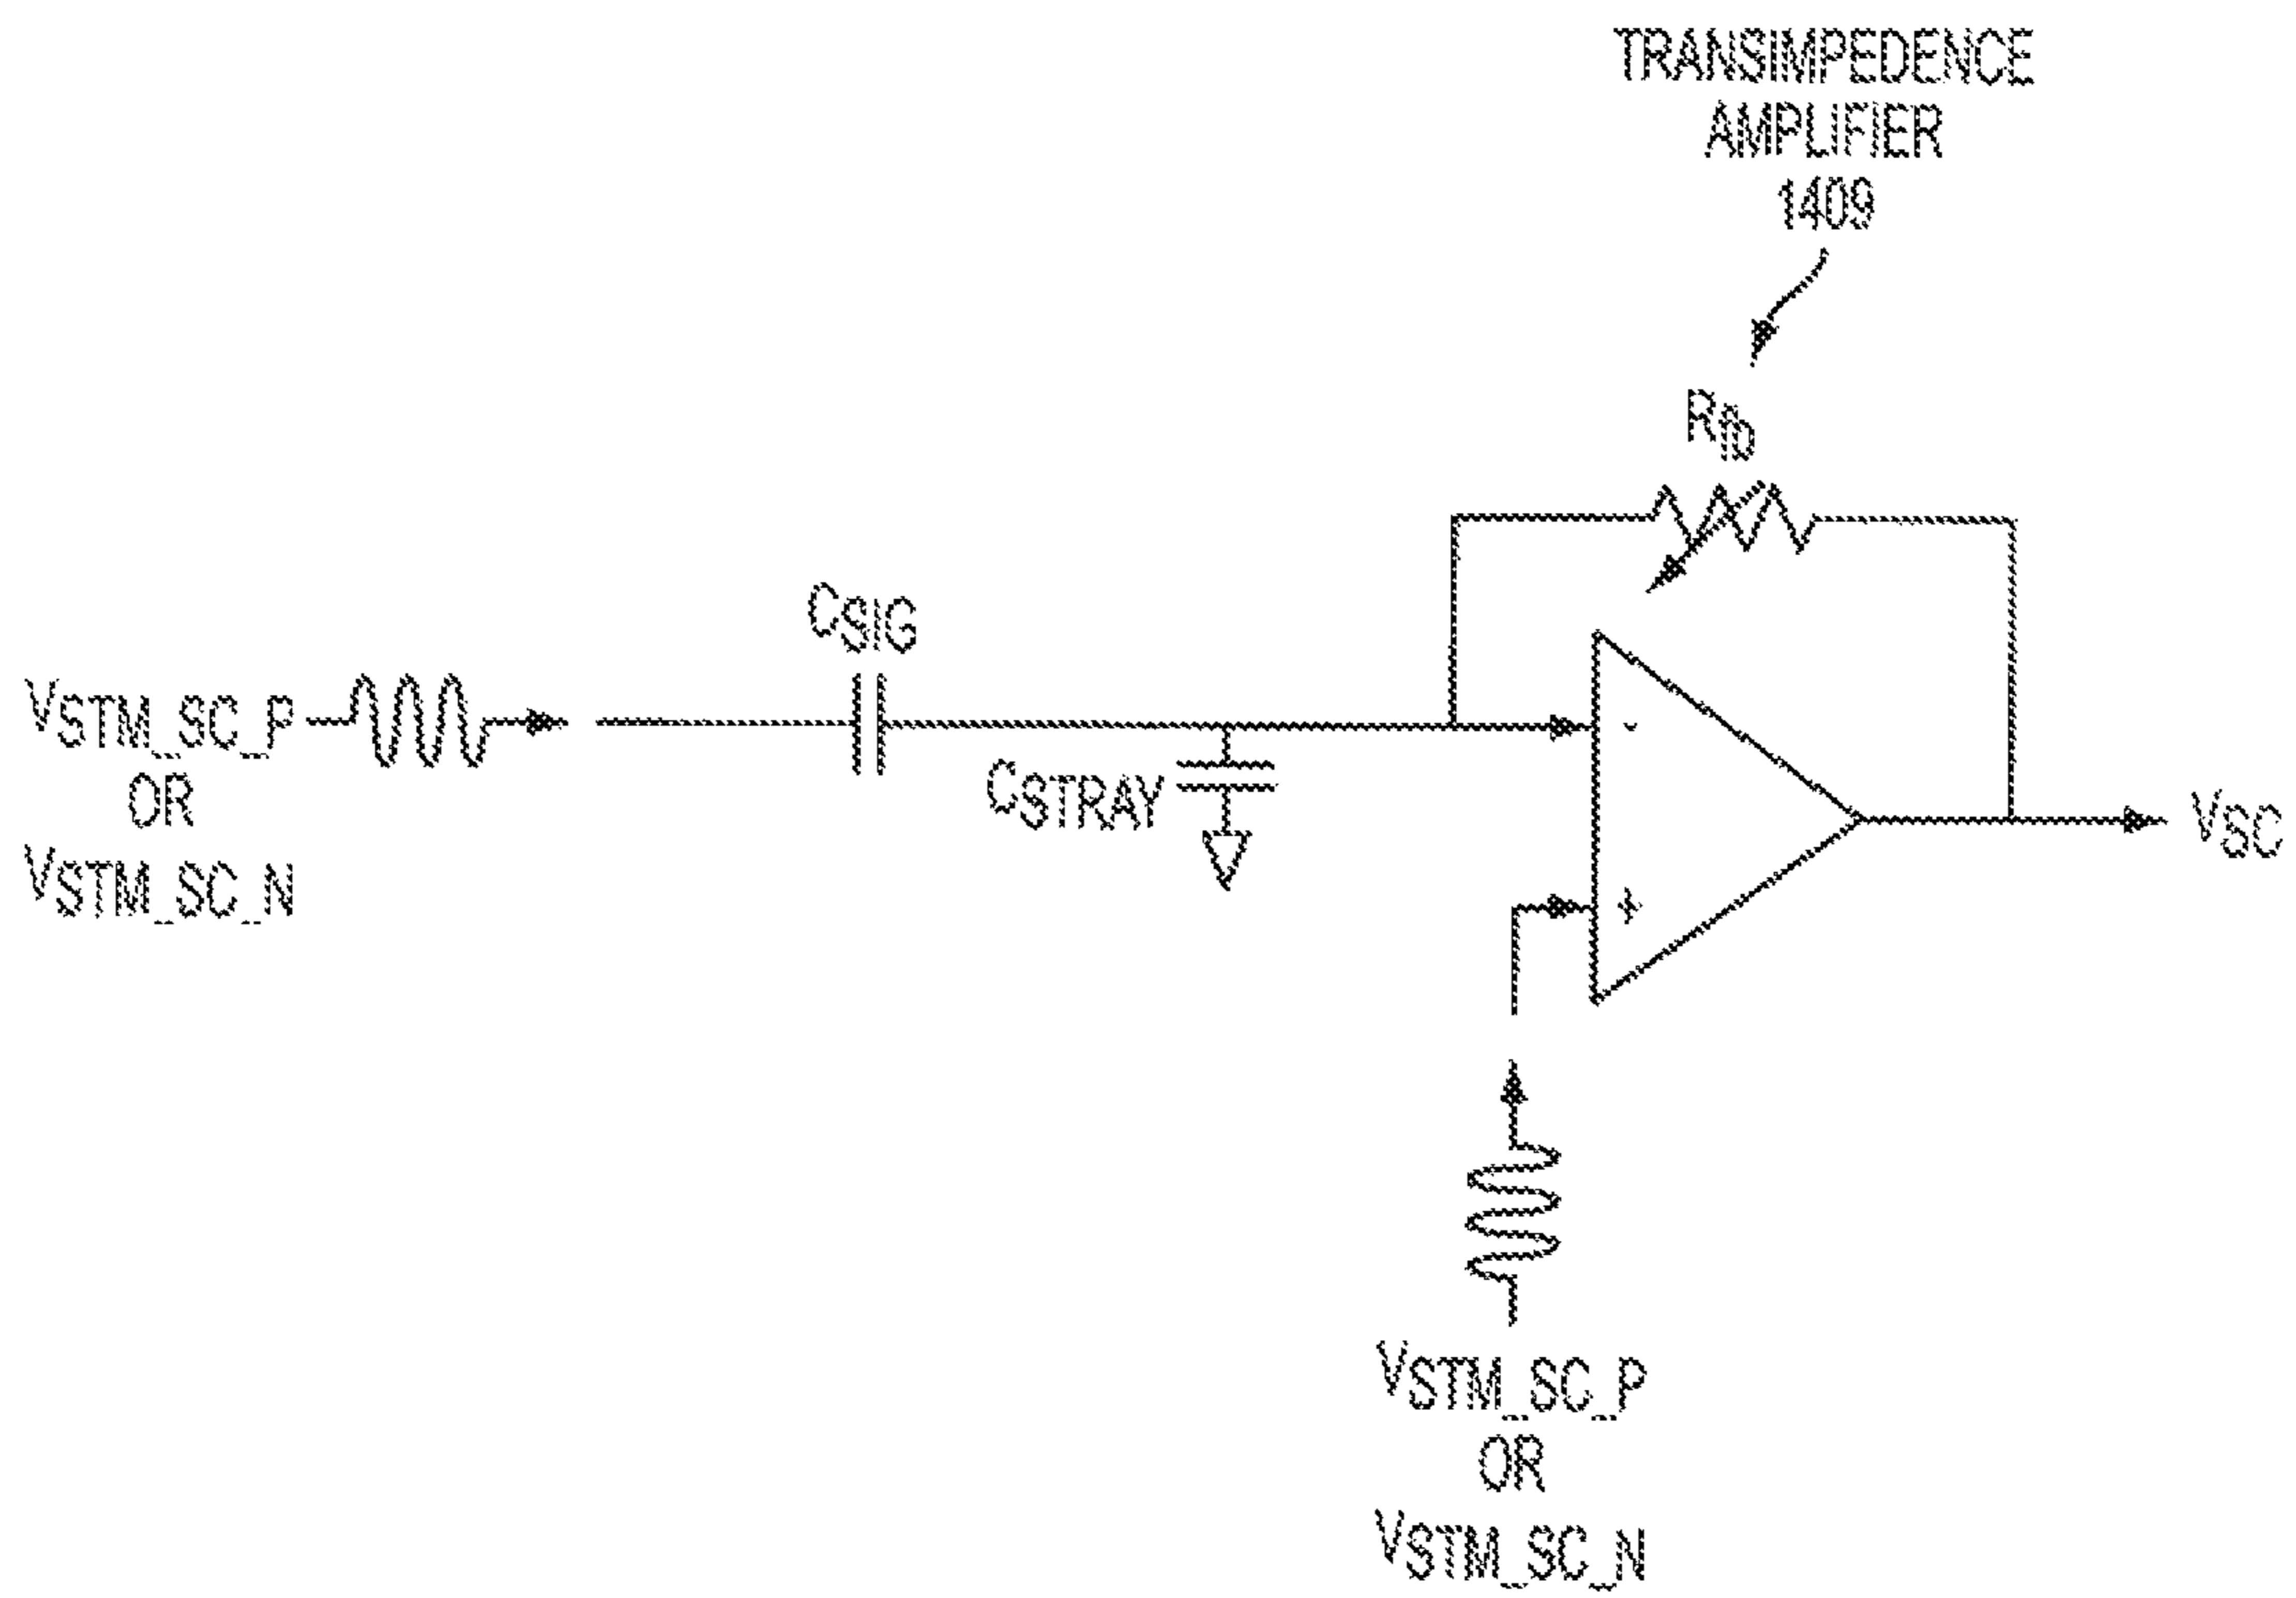 TRANSIMPEDENCE
AMPLIFIER
1409
Rfb
CSIG
VSTM_SC_P
OR
VSTM_SC_N
CSTRAY
-
+
VSC
VSTM_SC_P
OR
VSTM_SC_N